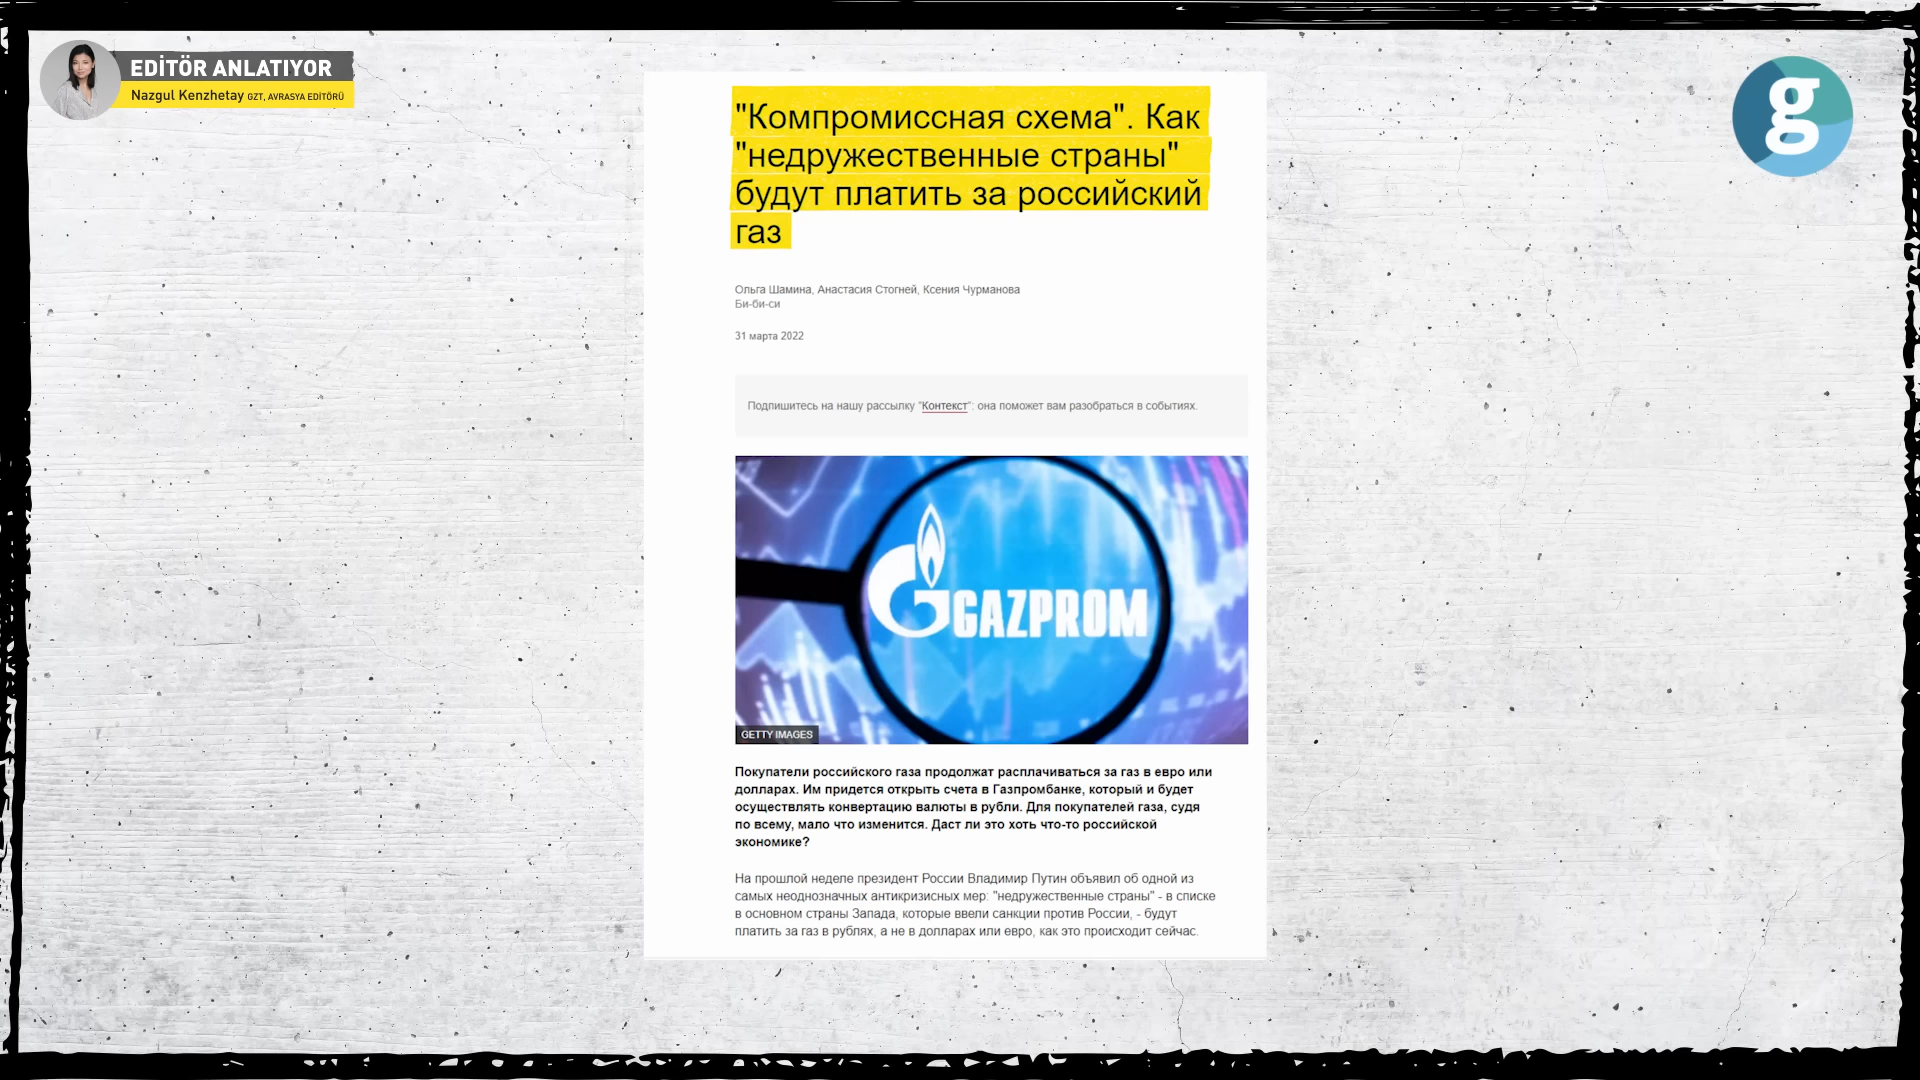 EDİTÖR ANLATIYOR
Nazgul Kenzhetay GZT, AVRASYA EDİTÖRÜ
g
"Компромиссная схема". Как
"недружественные страны"
будут платить за российский
газ
Ольга Шамина, Анастасия Стогней, Ксения Чурманова
Би-би-си
31 марта 2022
Подпишитесь на нашу рассылку "Контекст": она поможет вам разобраться в событиях.
GAZPROM
GETTY IMAGES
Покупатели российского газа продолжат расплачиваться за газ в евро или
долларах. Им придется открыть счета в Газпромбанке, который и будет
осуществлять конвертацию валюты в рубли. Для покупателей газа, судя
по всему, мало что изменится. Даст ли это хоть что-то российской
экономике?
На прошлой неделе президент России Владимир Путин объявил об одной из
самых неоднозначных антикризисных мер: "недружественные страны" - в списке
в основном страны Запада, которые ввели санкции против России, - будут
платить за газ в рублях, а не в долларах или евро, как это происходит сейчас.